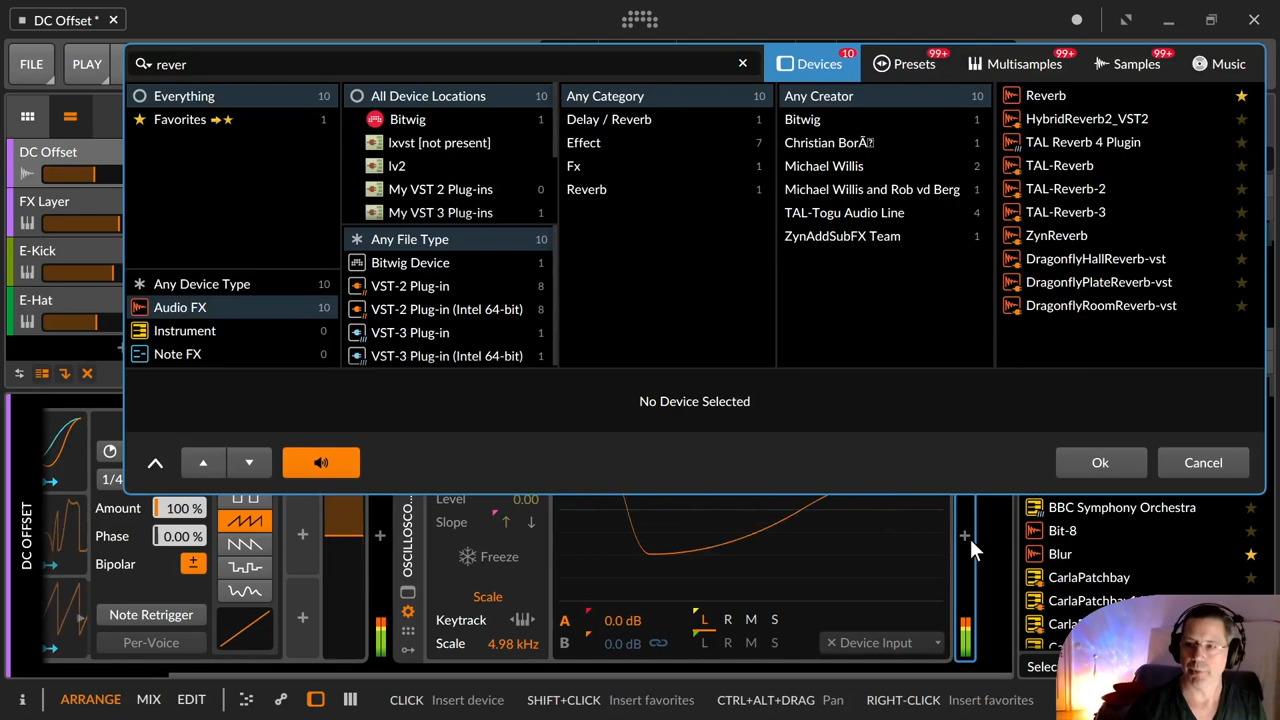 DC Offset *
FILE
PLAY
rever
Devices
10
Presets
99+
Multisamples
99+
Samples
99+
Music
Everything 10
Favorites 1
Any Device Type 10
Audio FX 10
Instrument 0
Note FX 0
All Device Locations 10
Bitwig 1
lxvst [not present]
lv2
My VST 2 Plug-ins 0
My VST 3 Plug-ins 1
Any File Type 10
Bitwig Device 1
VST-2 Plug-in 8
VST-2 Plug-in (Intel 64-bit) 8
VST-3 Plug-in 1
VST-3 Plug-in (Intel 64-bit) 1
Any Category 10
Delay / Reverb 1
Effect 7
Fx 1
Reverb 1
Any Creator 10
Bitwig 1
Christian BorÃ 1
Michael Willis 2
Michael Willis and Rob vd Berg 1
TAL-Togu Audio Line 4
ZynAddSubFX Team 1
Reverb
HybridReverb2_VST2
TAL Reverb 4 Plugin
TAL-Reverb
TAL-Reverb-2
TAL-Reverb-3
ZynReverb
DragonflyHallReverb-vst
DragonflyPlateReverb-vst
DragonflyRoomReverb-vst
No Device Selected
Ok
Cancel
DC Offset
FX Layer
E-Kick
E-Hat
DC OFFSET
1/4
Amount 100 %
Phase 0.00 %
Bipolar ±
Note Retrigger
Per-Voice
OSCILLOSCO...
Level 0.00
Slope
Freeze
Scale
Keytrack
Scale 4.98 kHz
A 0.0 dB L R M S
B 0.0 dB L R M S
Device Input
BBC Symphony Orchestra
Bit-8
Blur
CarlaPatchbay
i
ARRANGE
MIX
EDIT
CLICK Insert device
SHIFT+CLICK Insert favorites
CTRL+ALT+DRAG Pan
RIGHT-CLICK Insert favorites